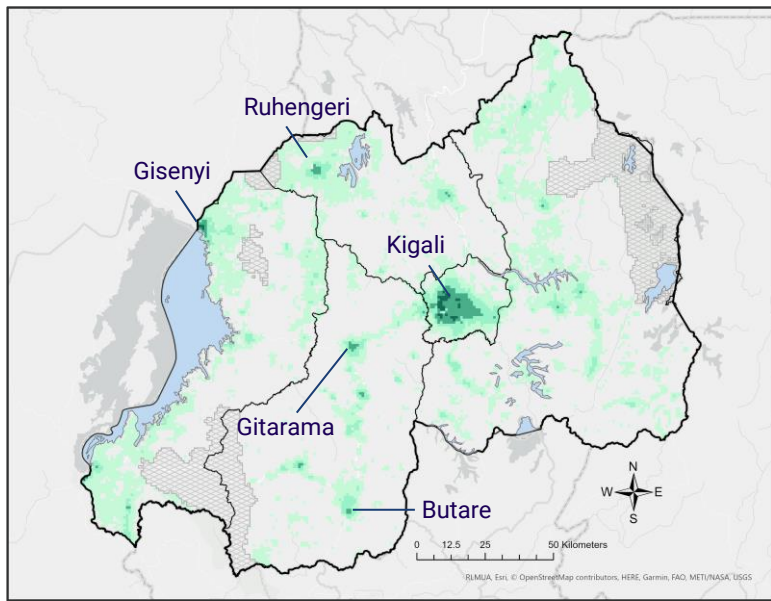 Ruhengeri
Gisenyi
Kigali
Gitarama
Butare
N
W E
S
0 12.5 25 50 Kilometers
RLMUA, Esri, © OpenStreetMap contributors, HERE, Garmin, FAO, METI/NASA, USGS